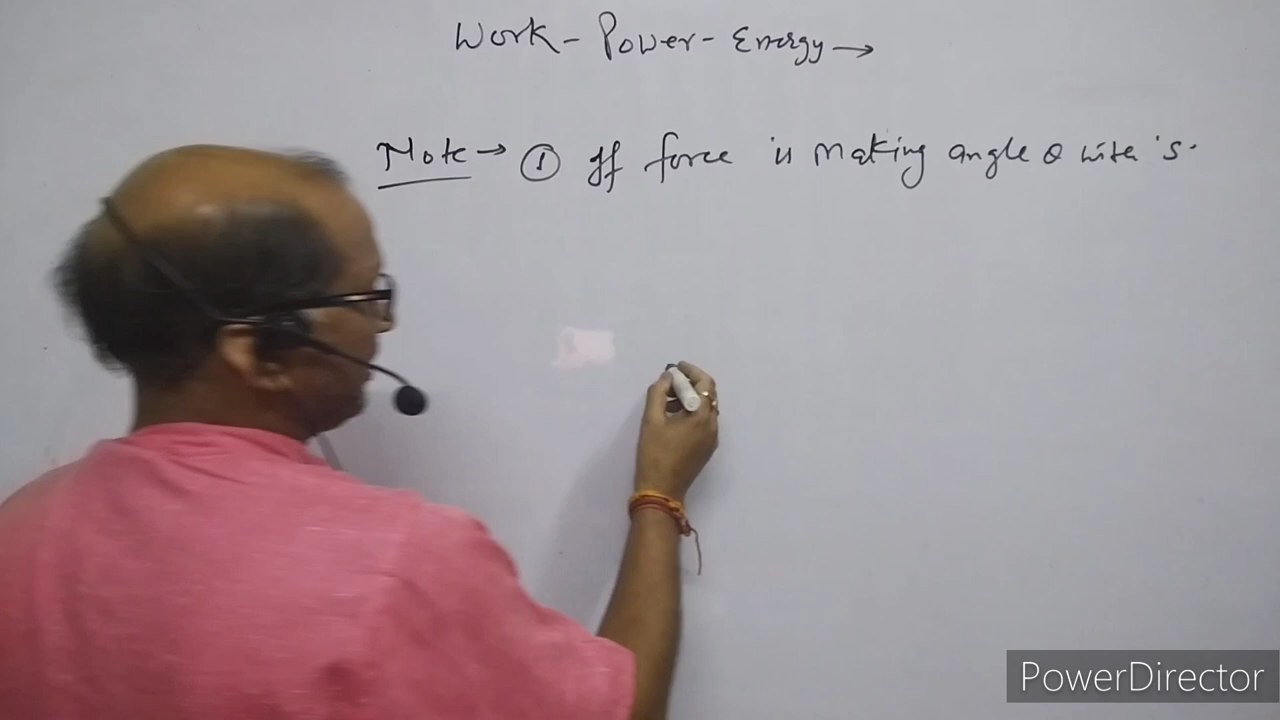 Work - Power - Energy →
Note → ① If force is making angle θ with 's.
PowerDirector